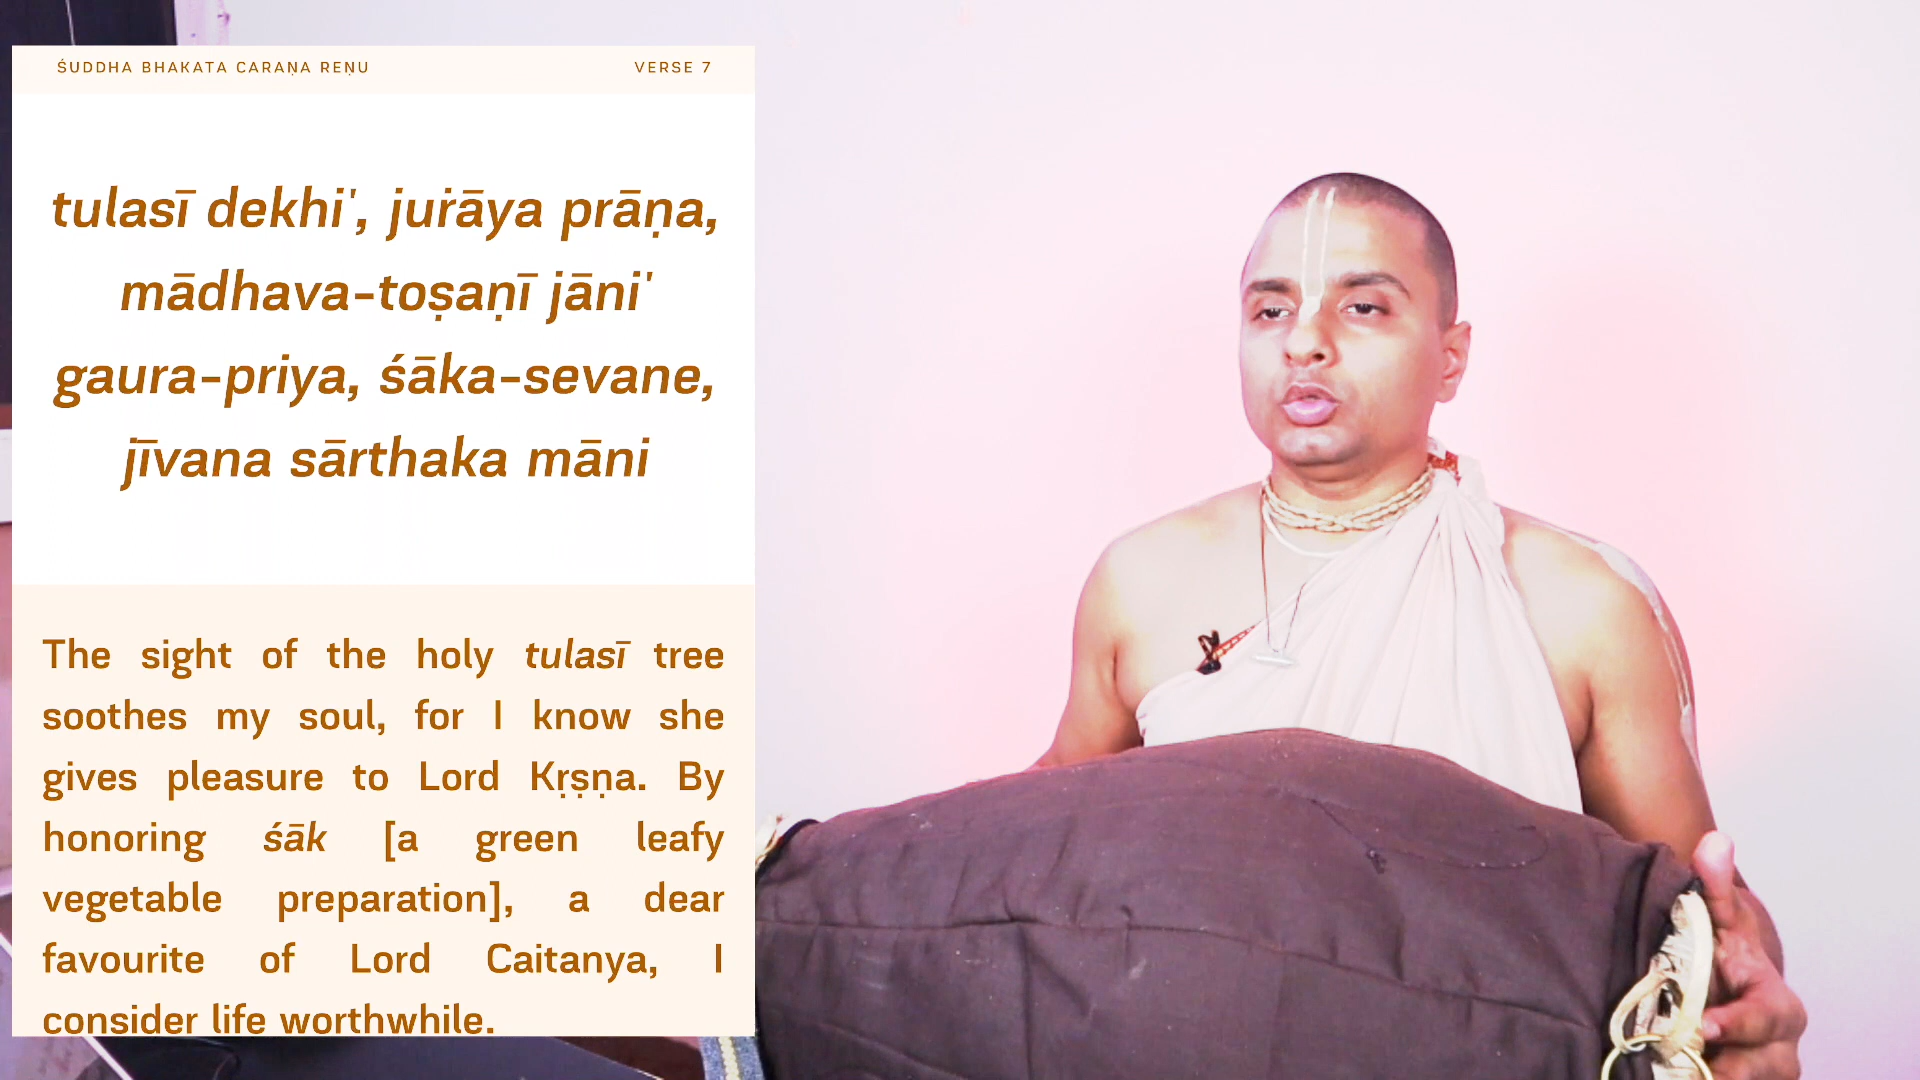 ŚUDDHA BHAKATA CARAṆA REṆU
VERSE 7
tulasī dekhi', juṙāya prāṇa,
mādhava-toṣaṇī jāni'
gaura-priya, śāka-sevane,
jīvana sārthaka māni
The sight of the holy tulasī tree
soothes my soul, for I know she
gives pleasure to Lord Kṛṣṇa. By
honoring śāk [a green leafy
vegetable preparation], a dear
favourite of Lord Caitanya, I
consider life worthwhile.